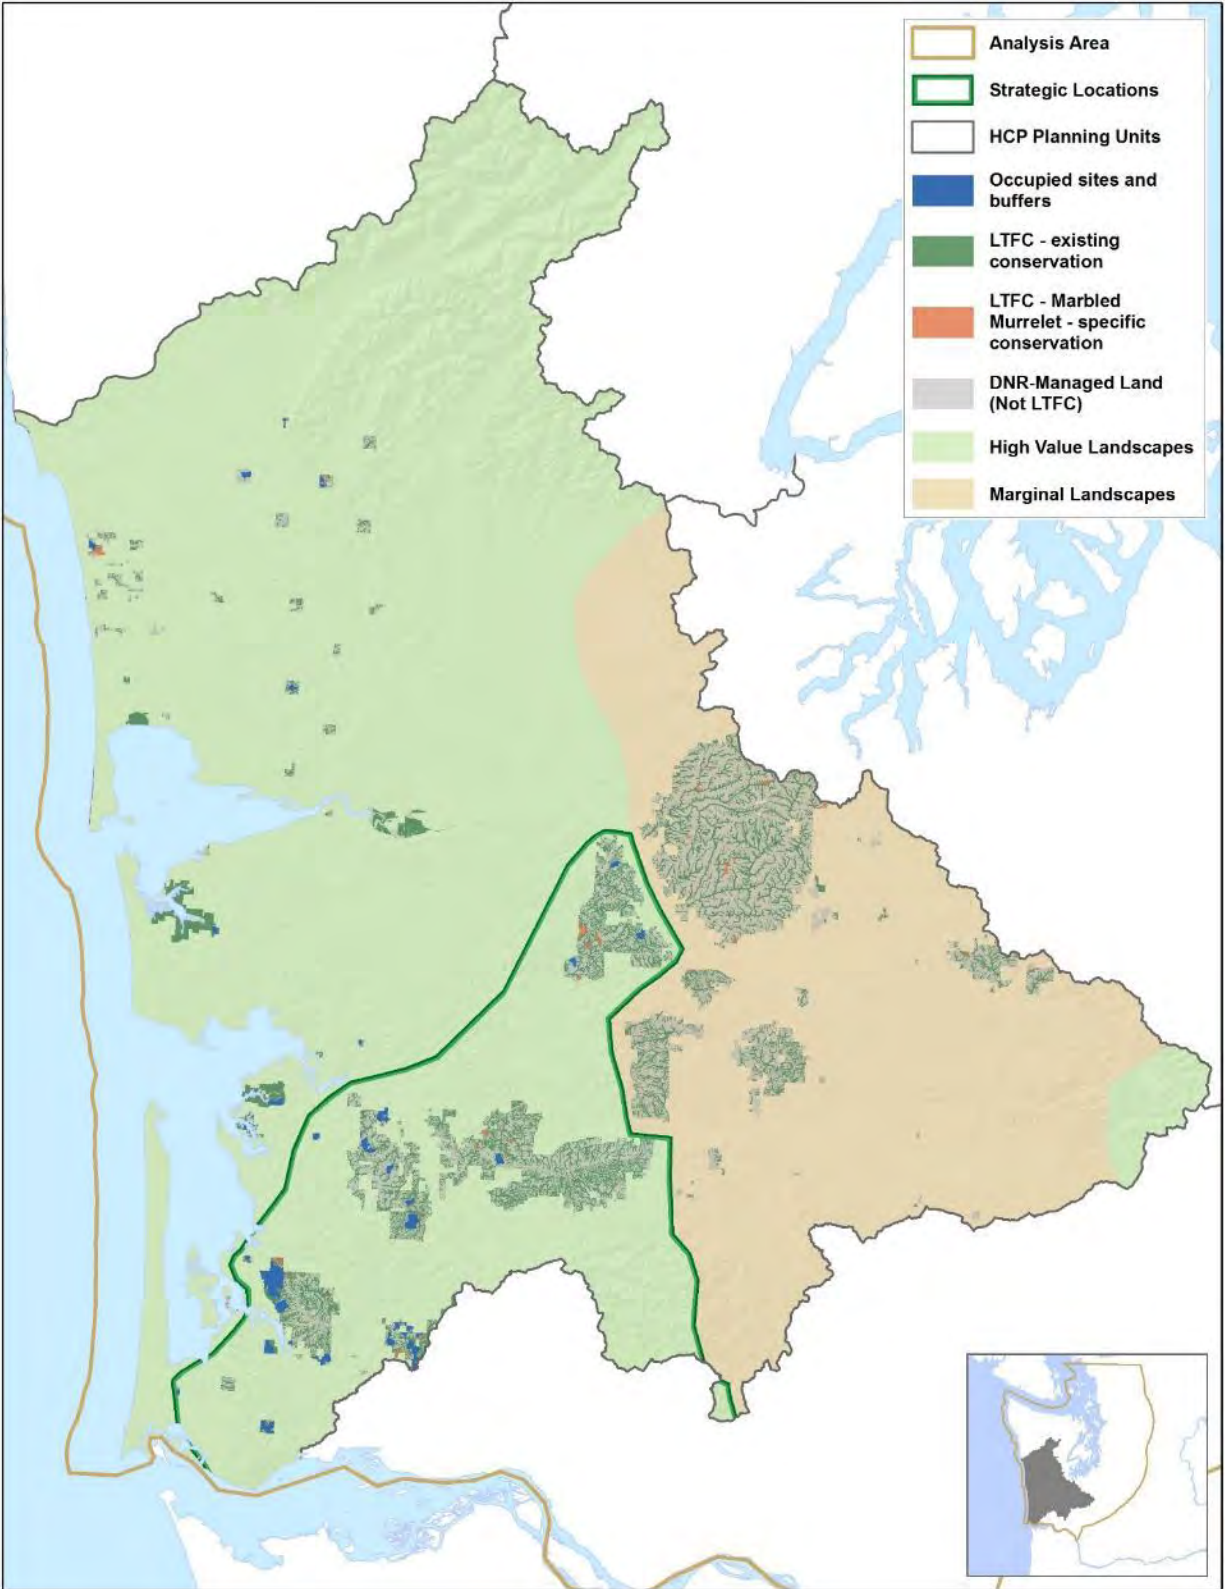 Analysis Area
Strategic Locations
HCP Planning Units
Occupied sites and
buffers
LTFC - existing
conservation
LTFC - Marbled
Murrelet - specific
conservation
DNR-Managed Land
(Not LTFC)
High Value Landscapes
Marginal Landscapes